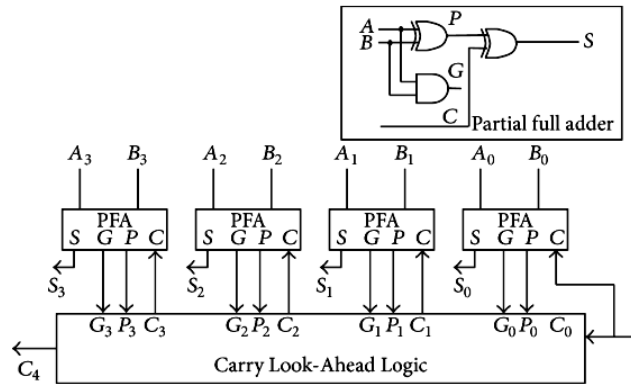 P
A
B
S
G
C
Partial full adder
A3 B3 A2 B2 A1 B1 A0 B0
PFA PFA PFA PFA
S G P C S G P C S G P C S G P C
S3 S2 S1 S0
G3 P3 C3 G2 P2 C2 G1 P1 C1 G0 P0 C0
C4
Carry Look-Ahead Logic